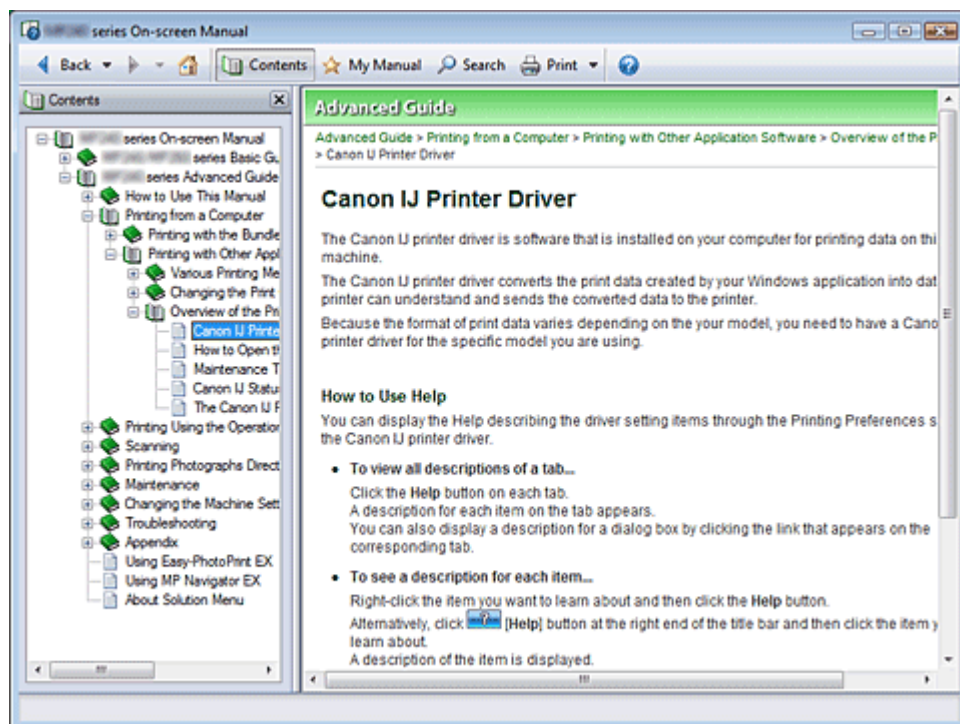 series On-screen Manual
Back
Contents
My Manual
Search
Print
Contents
series On-screen Manual
series Basic Gu
series Advanced Guide
How to Use This Manual
Printing from a Computer
Printing with the Bundle
Printing with Other Appl
Various Printing Me
Changing the Print
Overview of the Pri
Canon IJ Printe
How to Open th
Maintenance T
Canon IJ Status
The Canon IJ P
Printing Using the Operation
Scanning
Printing Photographs Direct
Maintenance
Changing the Machine Sett
Troubleshooting
Appendix
Using Easy-PhotoPrint EX
Using MP Navigator EX
About Solution Menu
Advanced Guide
Advanced Guide > Printing from a Computer > Printing with Other Application Software > Overview of the P
> Canon IJ Printer Driver
Canon IJ Printer Driver
The Canon IJ printer driver is software that is installed on your computer for printing data on thi
machine.
The Canon IJ printer driver converts the print data created by your Windows application into dat
printer can understand and sends the converted data to the printer.
Because the format of print data varies depending on the your model, you need to have a Cano
printer driver for the specific model you are using.
How to Use Help
You can display the Help describing the driver setting items through the Printing Preferences s
the Canon IJ printer driver.
• To view all descriptions of a tab...
Click the Help button on each tab.
A description for each item on the tab appears.
You can also display a description for a dialog box by clicking the link that appears on the
corresponding tab.
• To see a description for each item...
Right-click the item you want to learn about and then click the Help button.
Alternatively, click [Help] button at the right end of the title bar and then click the item y
learn about.
A description of the item is displayed.